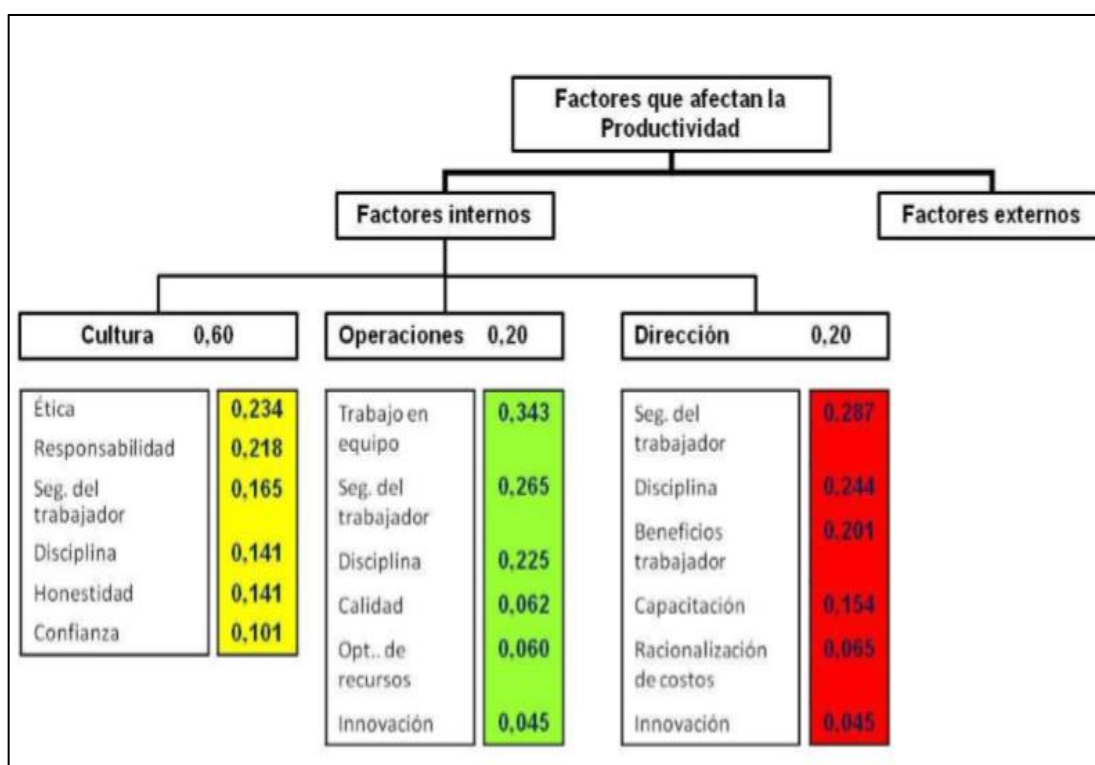 Factores que afectan la
Productividad
Factores internos
Factores externos
Cultura 0,60
Ética 0,234
Responsabilidad 0,218
Seg. del 0,165
trabajador
Disciplina 0,141
Honestidad 0,141
Confianza 0,101
Operaciones 0,20
Trabajo en 0,343
equipo
Seg. del 0,265
trabajador
Disciplina 0,225
Calidad 0,062
Opt.. de 0,060
recursos
Innovación 0,045
Dirección 0,20
Seg. del 0.287
trabajador
Disciplina 0.244
Beneficios 0.201
trabajador
Capacitación 0,154
Racionalización 0,065
de costos
Innovación 0,045